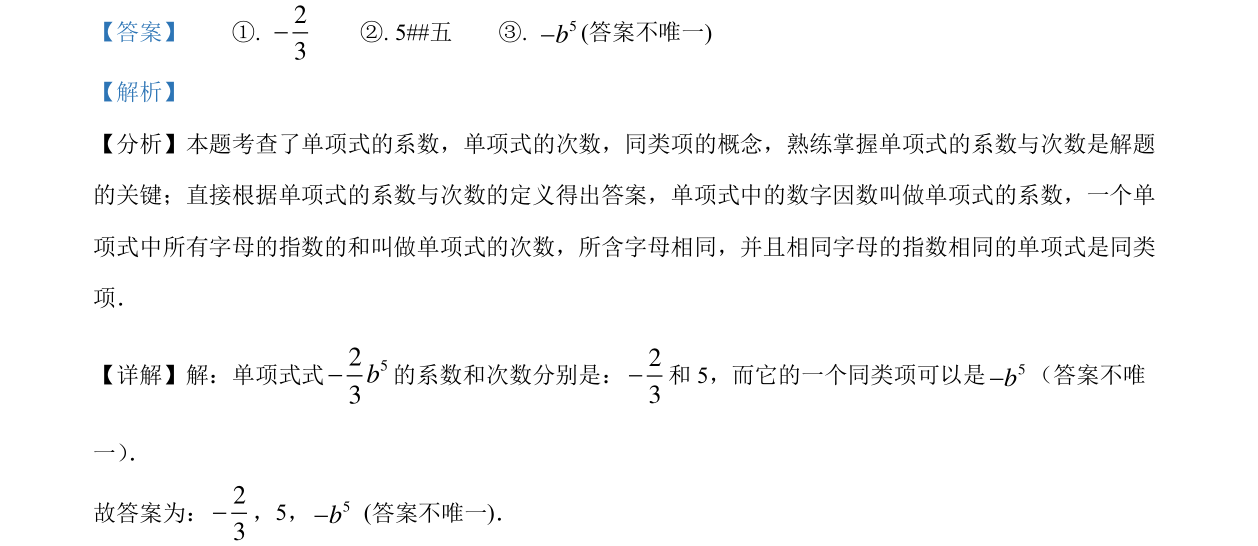 【答案】 ①. $-\frac{2}{3}$ ②. 5##五 ③. $-b^5$(答案不唯一)
【解析】
【分析】本题考查了单项式的系数，单项式的次数，同类项的概念，熟练掌握单项式的系数与次数是解题
的关键；直接根据单项式的系数与次数的定义得出答案，单项式中的数字因数叫做单项式的系数，一个单
项式中所有字母的指数的和叫做单项式的次数，所含字母相同，并且相同字母的指数相同的单项式是同类
项．
【详解】解：单项式式$-\frac{2}{3}b^5$的系数和次数分别是：$-\frac{2}{3}$和 5，而它的一个同类项可以是$-b^5$（答案不唯
一）．
故答案为：$-\frac{2}{3}$，5，$-b^5$ (答案不唯一)．